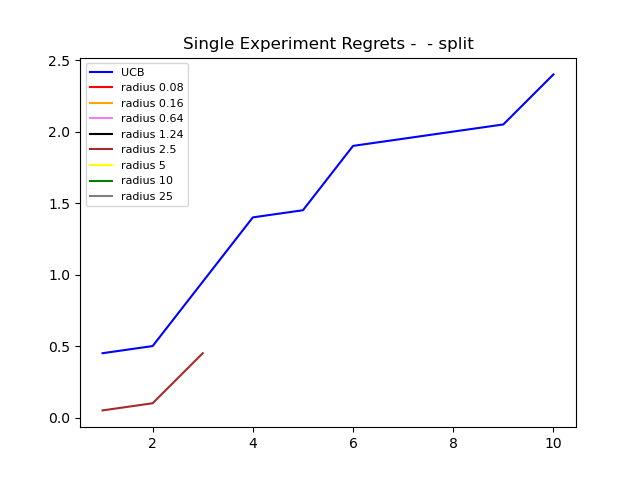 Single Experiment Regrets -  - split
2.5
2.0
1.5
1.0
0.5
0.0
UCB
radius 0.08
radius 0.16
radius 0.64
radius 1.24
radius 2.5
radius 5
radius 10
radius 25
2 4 6 8 10